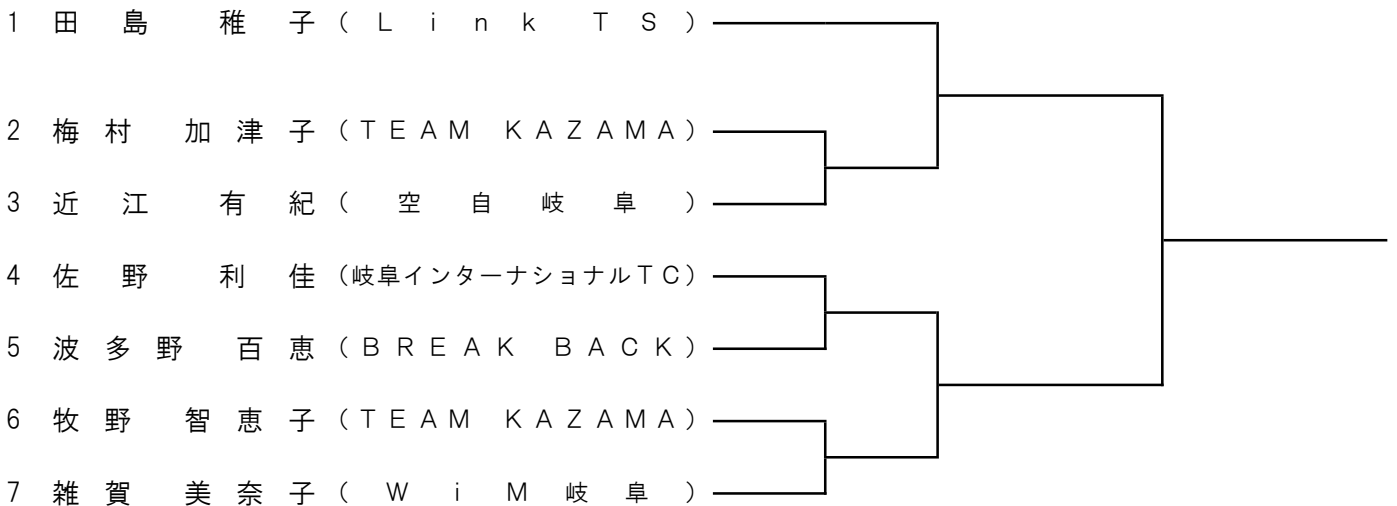 1 田島 稚子(Link TS)
2 梅村 加津子(TEAM KAZAMA)
3 近江 有紀(空自岐阜)
4 佐野 利佳(岐阜インターナショナルTC)
5 波多野 百恵(BREAK BACK)
6 牧野 智恵子(TEAM KAZAMA)
7 雑賀 美奈子(WiM岐阜)